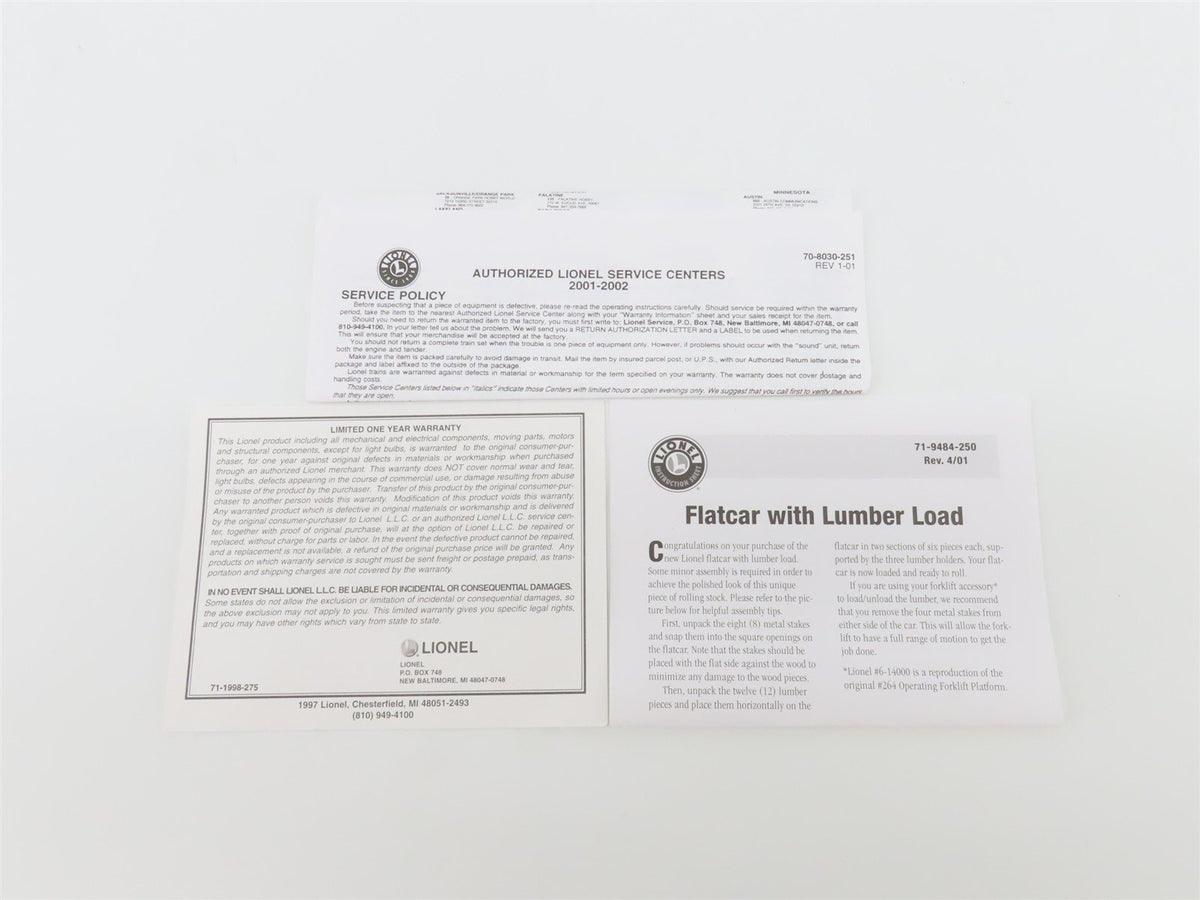 JACKSONVILLE/ORANGE PARK
PALATINE
MINNESOTA
AUSTIN
LIONEL
70-8030-251
REV 1-01
AUTHORIZED LIONEL SERVICE CENTERS
2001-2002
SERVICE POLICY
Before suspecting that a piece of equipment is defective, please re-read the operating instructions carefully. Should service be required within the warranty
period, take the item to the nearest Authorized Lionel Service Center along with your "Warranty Information" sheet and your sales receipt for the item.
Should you need to return the warranted item to the factory, you must first write to: Lionel Service, P.O. Box 748, New Baltimore, MI 48047-0748, or call
810-949-4100. In your letter tell us about the problem. We will send you a RETURN AUTHORIZATION LETTER and a LABEL to be used when returning the item.
This will ensure that your merchandise will be accepted at the factory.
You should not return a complete train set when the trouble is one piece of equipment only. However, if problems should occur with the "sound" unit, return
both the engine and tender.
Make sure the item is packed carefully to avoid damage in transit. Mail the item by insured parcel post, or U.P.S., with our Authorized Return letter inside the
package and label affixed to the outside of the package.
Lionel trains are warranted against defects in material or workmanship for the term specified on your warranty. The warranty does not cover postage and
handling costs.
Those Service Centers listed below in "italics" indicate those Centers with limited hours or open evenings only. We suggest that you call first to verify the hours
that they are open.
LIMITED ONE YEAR WARRANTY
This Lionel product including all mechanical and electrical components, moving parts, motors
and structural components, except for light bulbs, is warranted to the original consumer-pur-
chaser, for one year against original defects in materials or workmanship when purchased
through an authorized Lionel merchant. This warranty does NOT cover normal wear and tear,
light bulbs, defects appearing in the course of commercial use, or damage resulting from abuse
or misuse of the product by the purchaser. Transfer of this product by the original consumer-pur-
chaser to another person voids this warranty. Modification of this product voids this warranty.
Any warranted product which is defective in original materials or workmanship and is delivered
by the original consumer-purchaser to Lionel L.L.C. or an authorized Lionel L.L.C. service cen-
ter, together with proof of original purchase, will at the option of Lionel L.L.C. be repaired or
replaced, without charge for parts or labor. In the event the defective product cannot be repaired,
and a replacement is not available, a refund of the original purchase price will be granted. Any
products on which warranty service is sought must be sent freight or postage prepaid, as trans-
portation and shipping charges are not covered by the warranty.
IN NO EVENT SHALL LIONEL L.L.C. BE LIABLE FOR INCIDENTAL OR CONSEQUENTIAL DAMAGES.
Some states do not allow the exclusion or limitation of incidental or consequential damages, so
the above exclusion may not apply to you. This limited warranty gives you specific legal rights,
and you may have other rights which vary from state to state.
LIONEL
LIONEL
P.O. BOX 748
NEW BALTIMORE, MI 48047-0748
71-1998-275
1997 Lionel, Chesterfield, MI 48051-2493
(810) 949-4100
LIONEL
INSTRUCTION SHEET
71-9484-250
Rev. 4/01
Flatcar with Lumber Load
Congratulations on your purchase of the
new Lionel flatcar with lumber load.
Some minor assembly is required in order to
achieve the polished look of this unique
piece of rolling stock. Please refer to the pic-
ture below for helpful assembly tips.
First, unpack the eight (8) metal stakes
and snap them into the square openings on
the flatcar. Note that the stakes should be
placed with the flat side against the wood to
minimize any damage to the wood pieces.
Then, unpack the twelve (12) lumber
pieces and place them horizontally on the
flatcar in two sections of six pieces each, sup-
ported by the three lumber holders. Your flat-
car is now loaded and ready to roll.
If you are using your forklift accessory*
to load/unload the lumber, we recommend
that you remove the four metal stakes from
either side of the car. This will allow the fork-
lift to have a full range of motion to get the
job done.
*Lionel #6-14000 is a reproduction of the
original #264 Operating Forklift Platform.